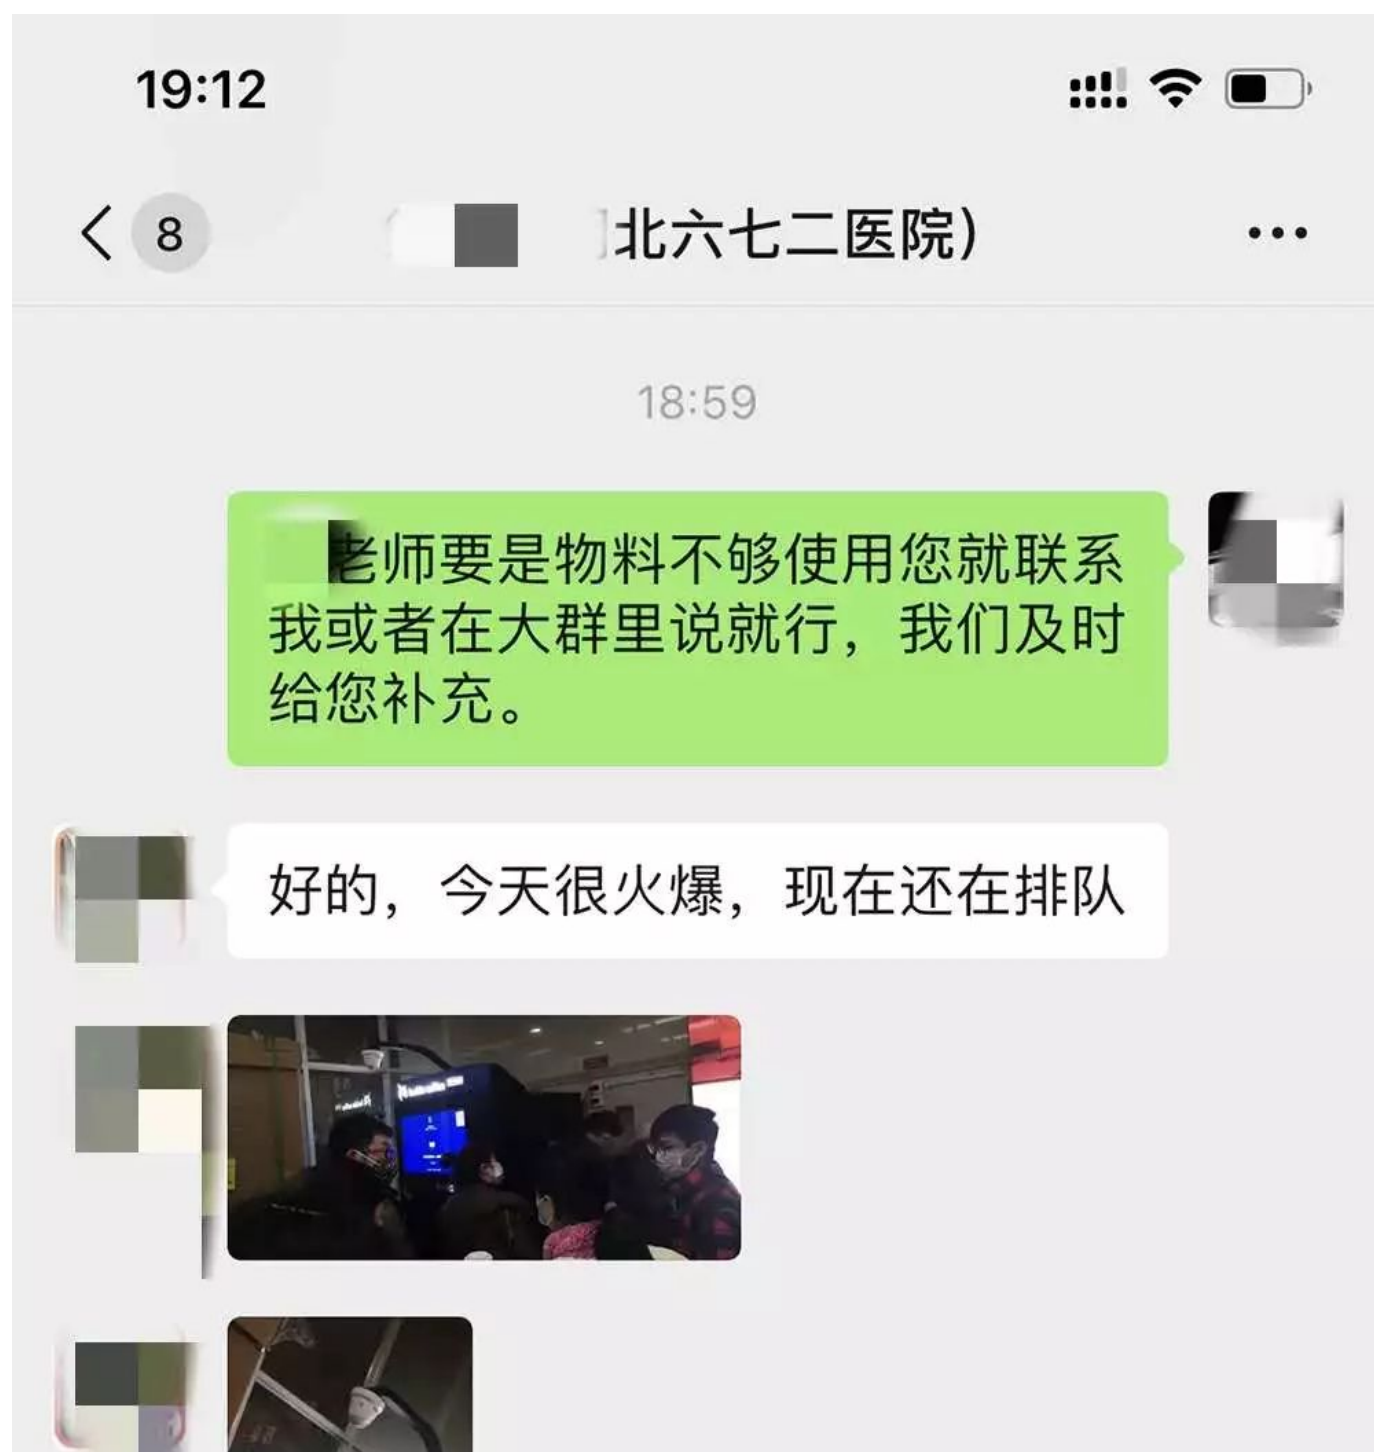 19:12
8
北六七二医院）
18:59
老师要是物料不够使用您就联系
我或者在大群里说就行，我们及时
给您补充。
好的，今天很火爆，现在还在排队